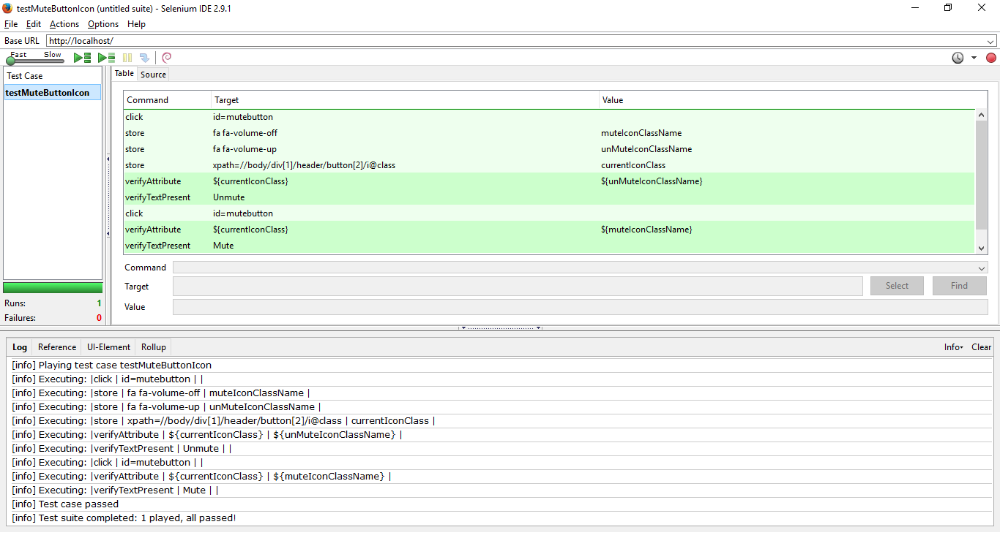 testMuteButtonIcon (untitled suite) - Selenium IDE 2.9.1
File Edit Actions Options Help
Base URL http://localhost/
Fast Slow
Test Case
testMuteButtonIcon
Runs: 1
Failures: 0
Table Source
Command Target Value
click id=mutebutton
store fa fa-volume-off muteIconClassName
store fa fa-volume-up unMuteIconClassName
store xpath=//body/div[1]/header/button[2]/i@class currentIconClass
verifyAttribute ${currentIconClass} ${unMuteIconClassName}
verifyTextPresent Unmute
click id=mutebutton
verifyAttribute ${currentIconClass} ${muteIconClassName}
verifyTextPresent Mute
Command
Target Select Find
Value
Log Reference UI-Element Rollup Info Clear
[info] Playing test case testMuteButtonIcon
[info] Executing: |click | id=mutebutton | |
[info] Executing: |store | fa fa-volume-off | muteIconClassName |
[info] Executing: |store | fa fa-volume-up | unMuteIconClassName |
[info] Executing: |store | xpath=//body/div[1]/header/button[2]/i@class | currentIconClass |
[info] Executing: |verifyAttribute | ${currentIconClass} | ${unMuteIconClassName} |
[info] Executing: |verifyTextPresent | Unmute | |
[info] Executing: |click | id=mutebutton | |
[info] Executing: |verifyAttribute | ${currentIconClass} | ${muteIconClassName} |
[info] Executing: |verifyTextPresent | Mute | |
[info] Test case passed
[info] Test suite completed: 1 played, all passed!